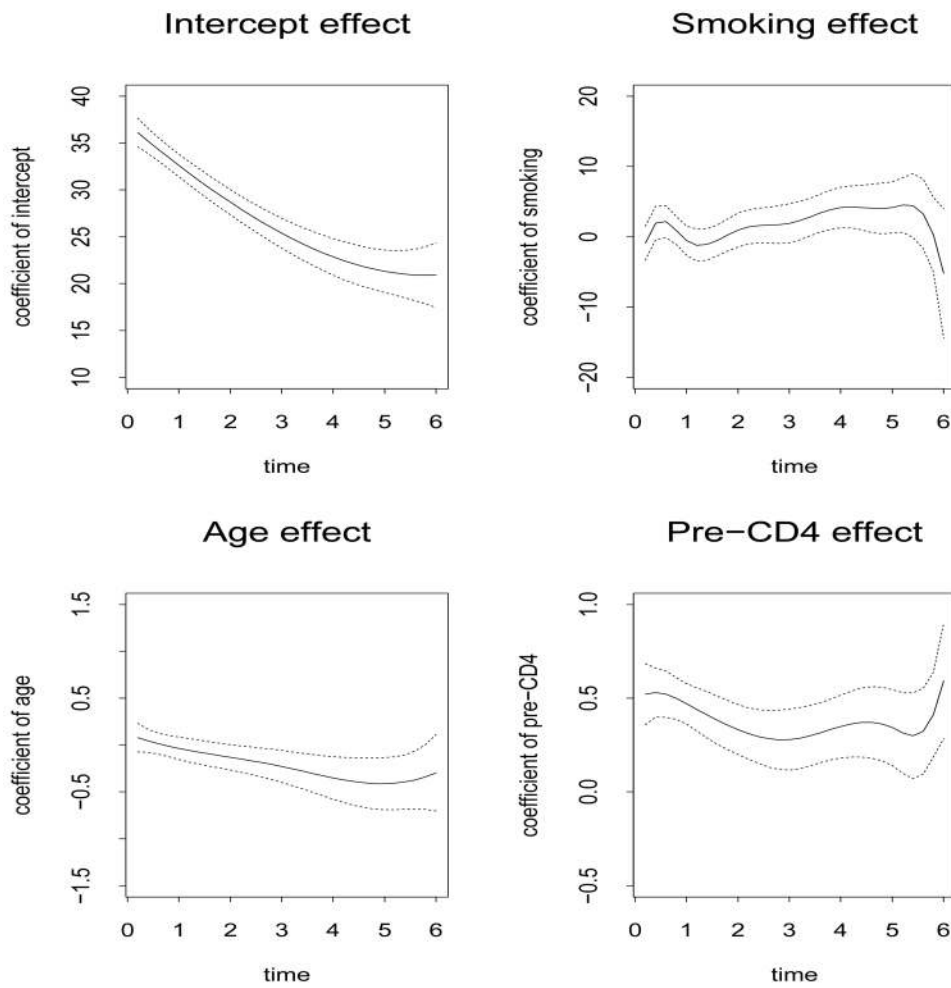 Intercept effect
coefficient of intercept
40
35
30
25
20
15
10
0 1 2 3 4 5 6
time
Smoking effect
coefficient of smoking
20
10
0
−10
−20
0 1 2 3 4 5 6
time
Age effect
coefficient of age
1.5
0.5
−0.5
−1.5
0 1 2 3 4 5 6
time
Pre−CD4 effect
coefficient of pre−CD4
1.0
0.5
0.0
−0.5
0 1 2 3 4 5 6
time